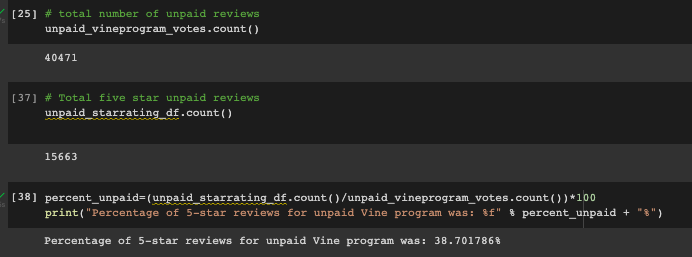 [25] # total number of unpaid reviews
unpaid_vineprogram_votes.count()
40471
[37] # Total five star unpaid reviews
unpaid_starrating_df.count()
15663
[38] percent_unpaid=(unpaid_starrating_df.count()/unpaid_vineprogram_votes.count())*100
print("Percentage of 5-star reviews for unpaid Vine program was: %f" % percent_unpaid + "%")
Percentage of 5-star reviews for unpaid Vine program was: 38.701786%